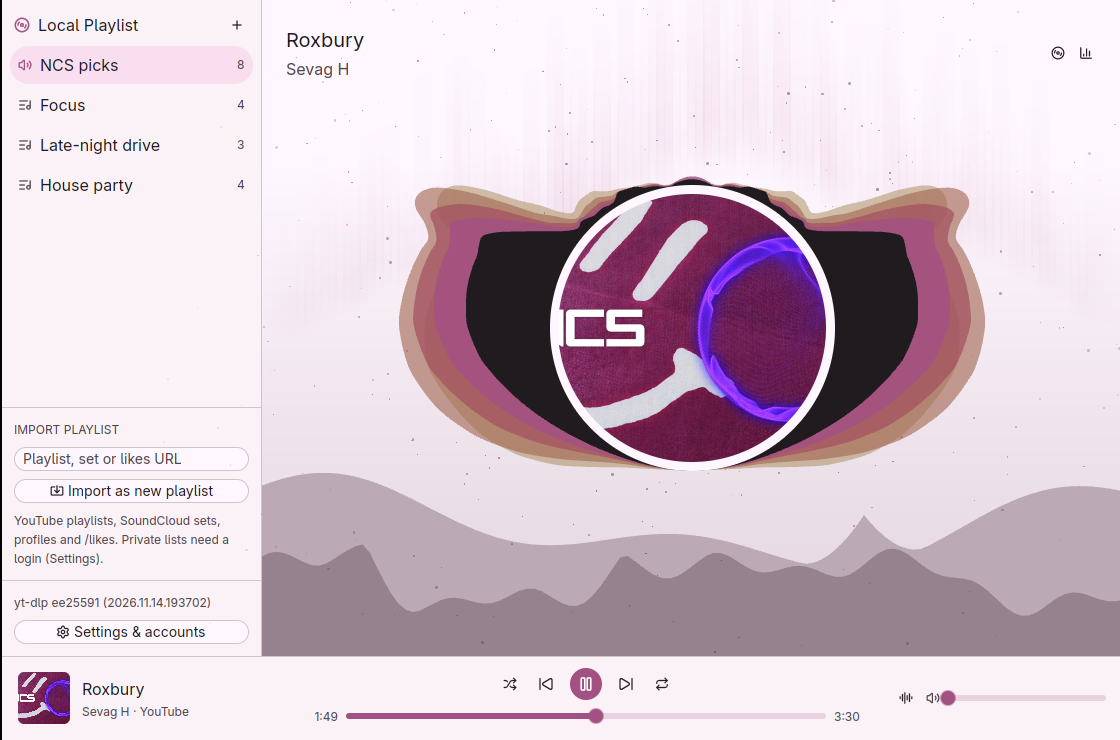 Local Playlist
NCS picks 8
Focus 4
Late-night drive 3
House party 4
IMPORT PLAYLIST
Playlist, set or likes URL
Import as new playlist
YouTube playlists, SoundCloud sets,
profiles and /likes. Private lists need a
login (Settings).
yt-dlp ee25591 (2026.11.14.193702)
Settings & accounts
Roxbury
Sevag H
CS
Roxbury
Sevag H · YouTube
1:49
3:30